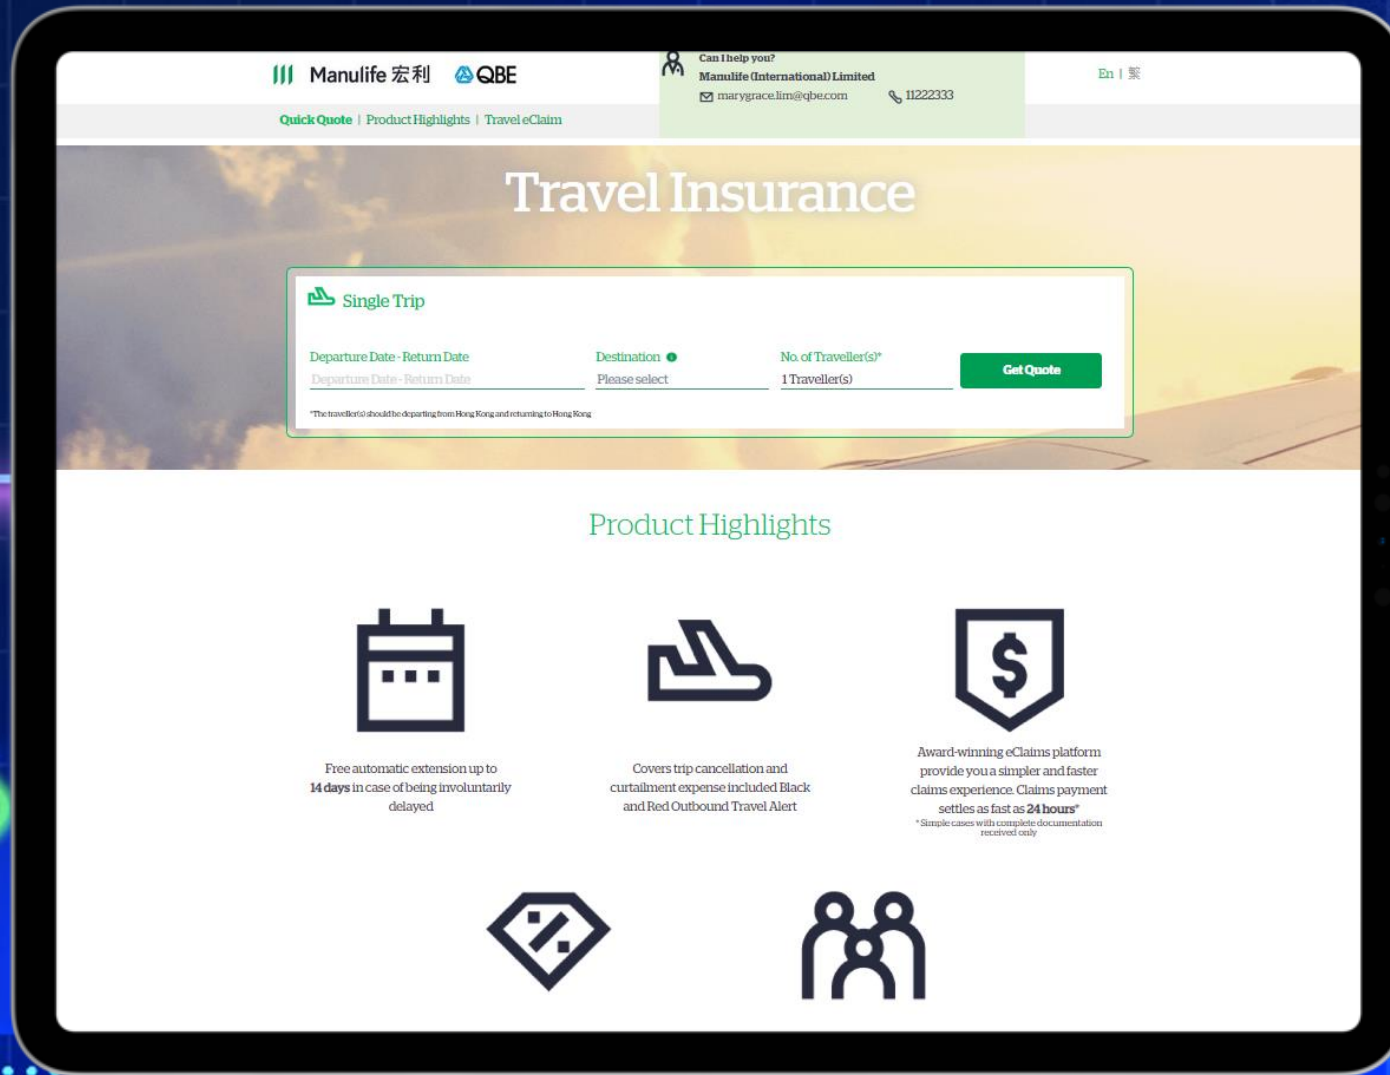 Manulife 宏利 QBE
Can I help you?
Manulife (International) Limited
marygrace.lim@qbe.com 11222333
En | 繁
Quick Quote | Product Highlights | Travel eClaim
Travel Insurance
Single Trip
Departure Date - Return Date
Departure Date - Return Date
Destination
Please select
No. of Traveller(s)*
1 Traveller(s)
Get Quote
*The traveller(s) should be departing from Hong Kong and returning to Hong Kong
Product Highlights
Free automatic extension up to
14 days in case of being involuntarily
delayed
Covers trip cancellation and
curtailment expense included Black
and Red Outbound Travel Alert
Award-winning eClaims platform
provide you a simpler and faster
claims experience. Claims payment
settles as fast as 24 hours*
* Simple cases with complete documentation
received only